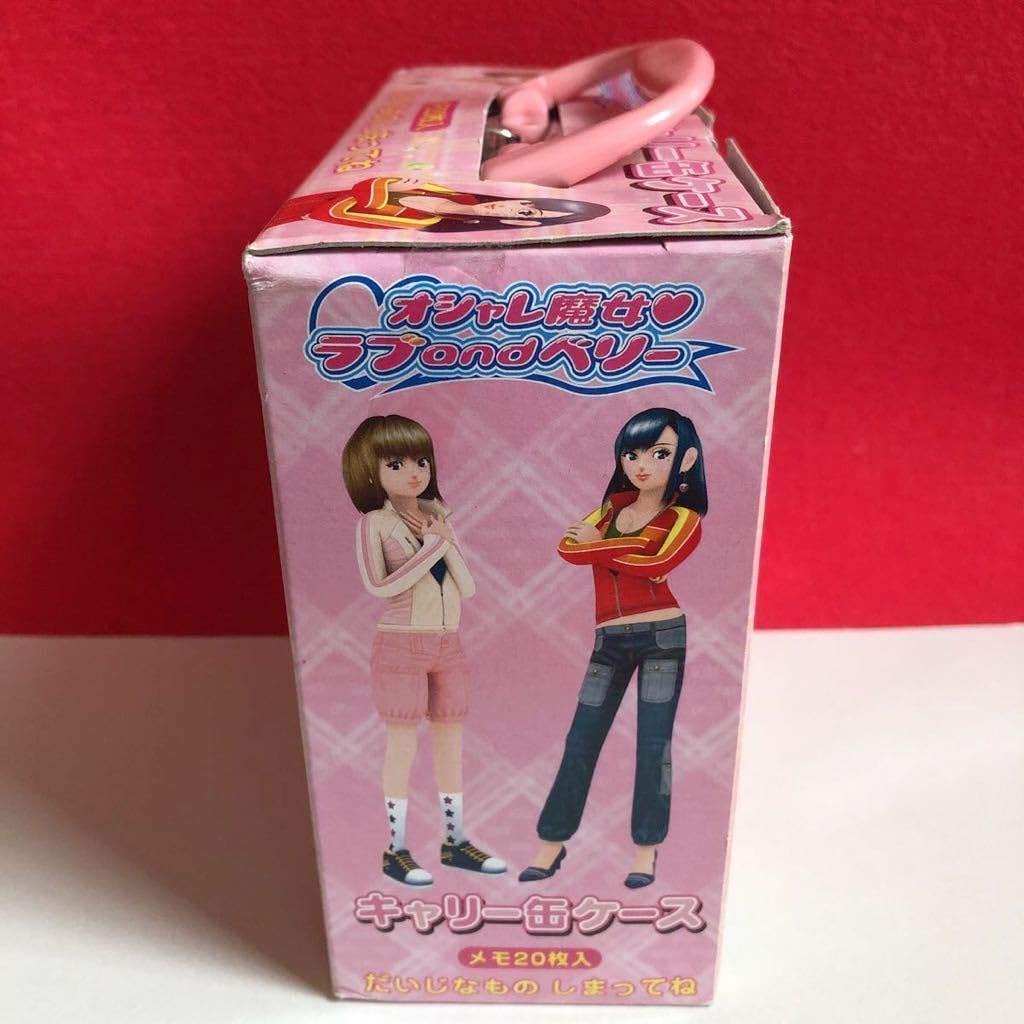 オシャレ魔女♥
ラブandベリー
キャリー缶ケース
メモ20枚入
だいじなもの しまってね